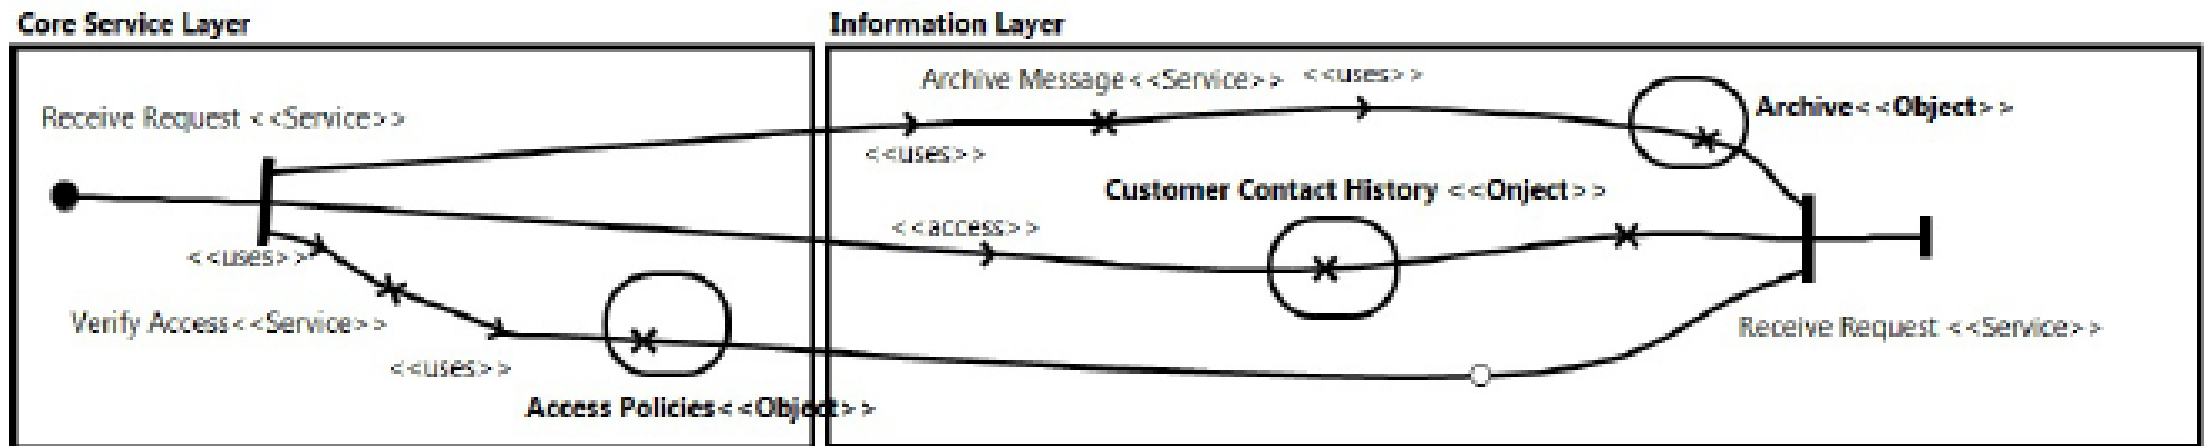 Core Service Layer
Information Layer
Archive Message<<Service>> <<uses>>
Receive Request <<Service>>
Archive<<Object>>
<<uses>>
Customer Contact History <<Onject>>
<<access>>
<<uses>>
Verify Access<<Service>>
Receive Request <<Service>>
<<uses>>
Access Policies<<Object>>